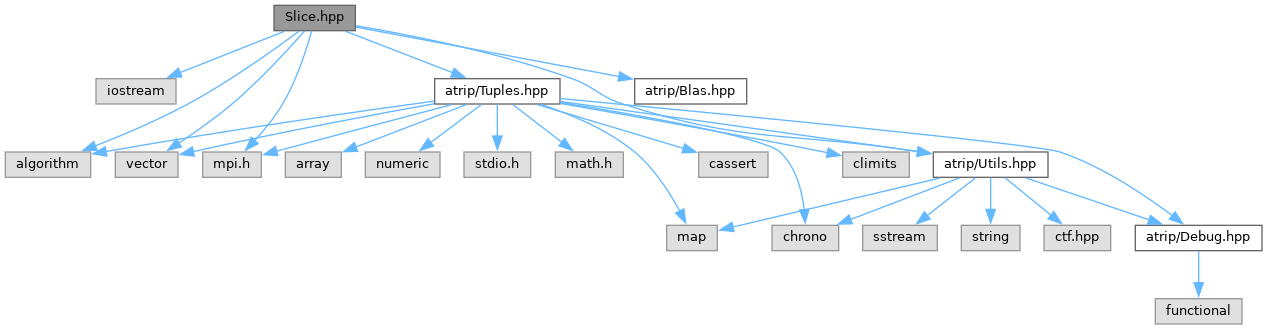 Slice.hpp
iostream
atrip/Tuples.hpp
atrip/Blas.hpp
algorithm
vector
mpi.h
array
numeric
stdio.h
math.h
cassert
climits
atrip/Utils.hpp
map
chrono
sstream
string
ctf.hpp
atrip/Debug.hpp
functional